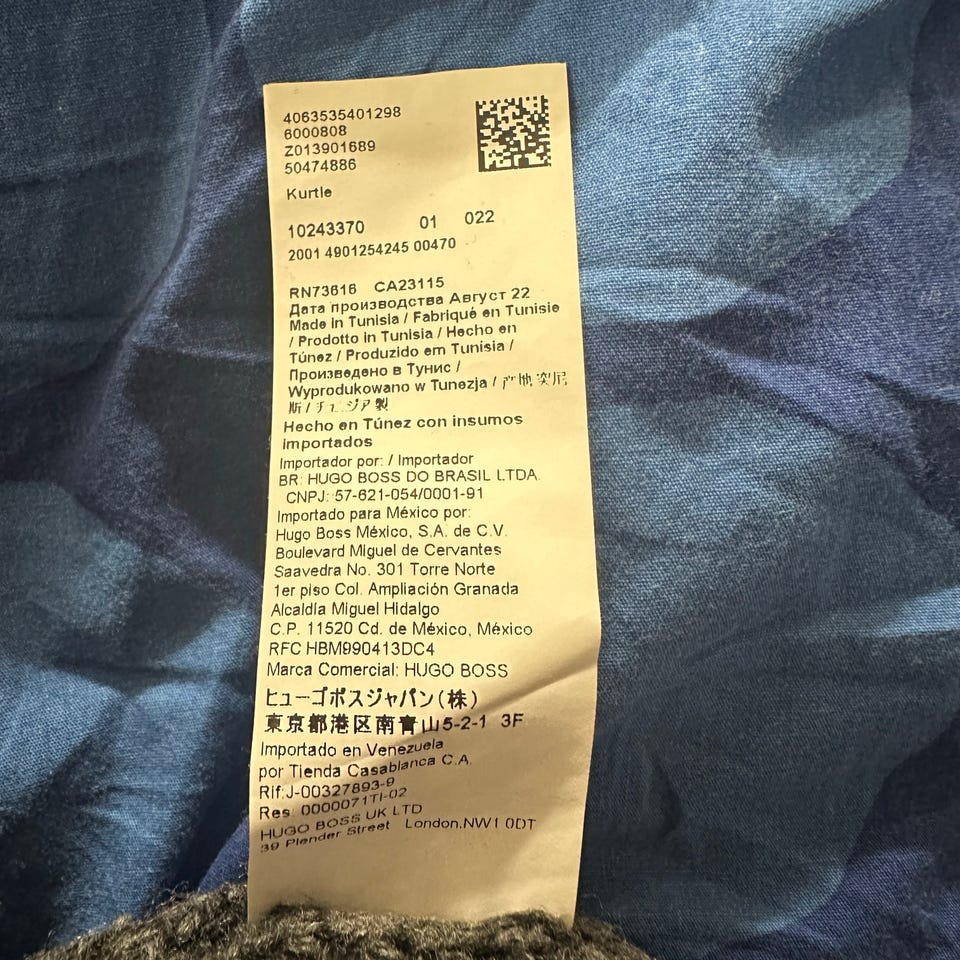 4063535401298
6000808
Z013901689
50474886
Kurtle
10243370 01 022
2001 4901254245 00470
RN73616 CA23115
Дата производства Август 22
Made in Tunisia / Fabriqué en Tunisie
/ Prodotto in Tunisia / Hecho en
Túnez / Produzido em Tunisia /
Произведено в Тунис /
Wyprodukowano w Tunezja / 产地 突尼
斯 / チュニジア製
Hecho en Túnez con insumos
importados
Importador por: / Importador
BR: HUGO BOSS DO BRASIL LTDA.
CNPJ: 57-621-054/0001-91
Importado para México por:
Hugo Boss México, S.A. de C.V.
Boulevard Miguel de Cervantes
Saavedra No. 301 Torre Norte
1er piso Col. Ampliación Granada
Alcaldía Miguel Hidalgo
C.P. 11520 Cd. de México, México
RFC HBM990413DC4
Marca Comercial: HUGO BOSS
ヒューゴボスジャパン(株)
東京都港区南青山5-2-1 3F
Importado en Venezuela
por Tienda Casablanca C.A.
Rif:J-00327893-9
Res: 0000071TI-02
HUGO BOSS UK LTD
39 Plender Street London,NW1 0DT